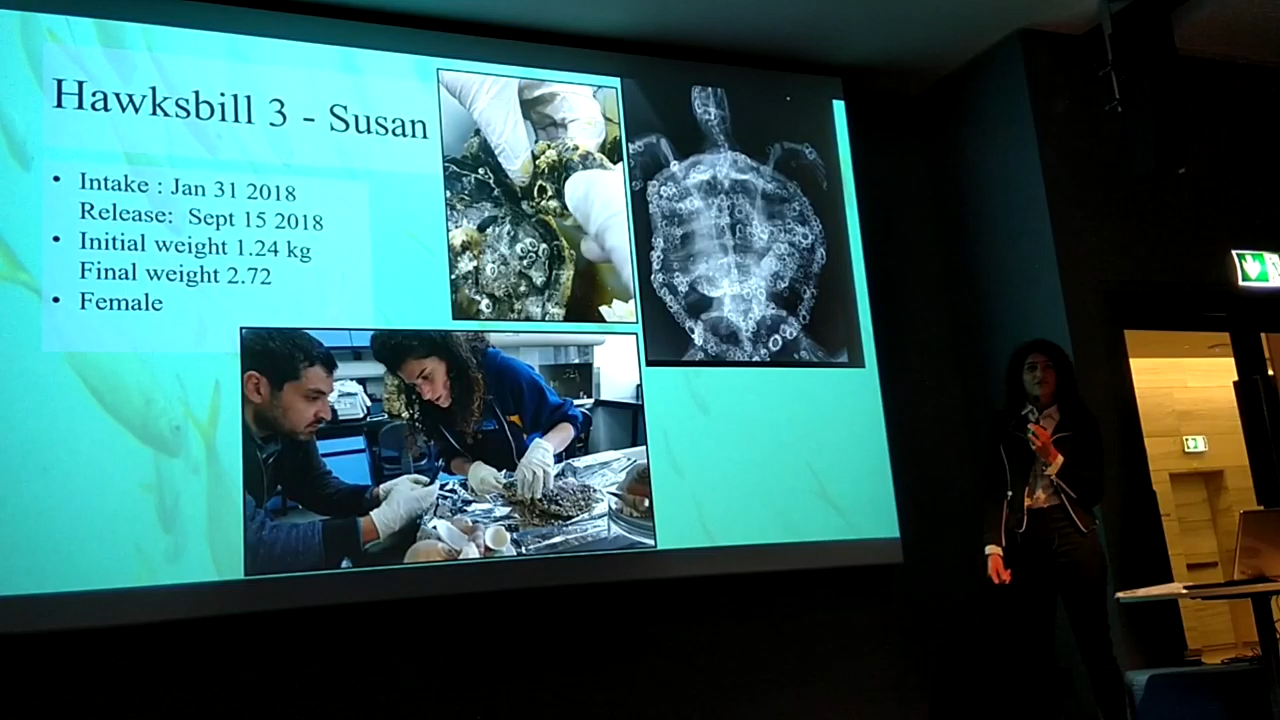 Hawksbill 3 - Susan
• Intake : Jan 31 2018
Release: Sept 15 2018
• Initial weight 1.24 kg
Final weight 2.72
• Female